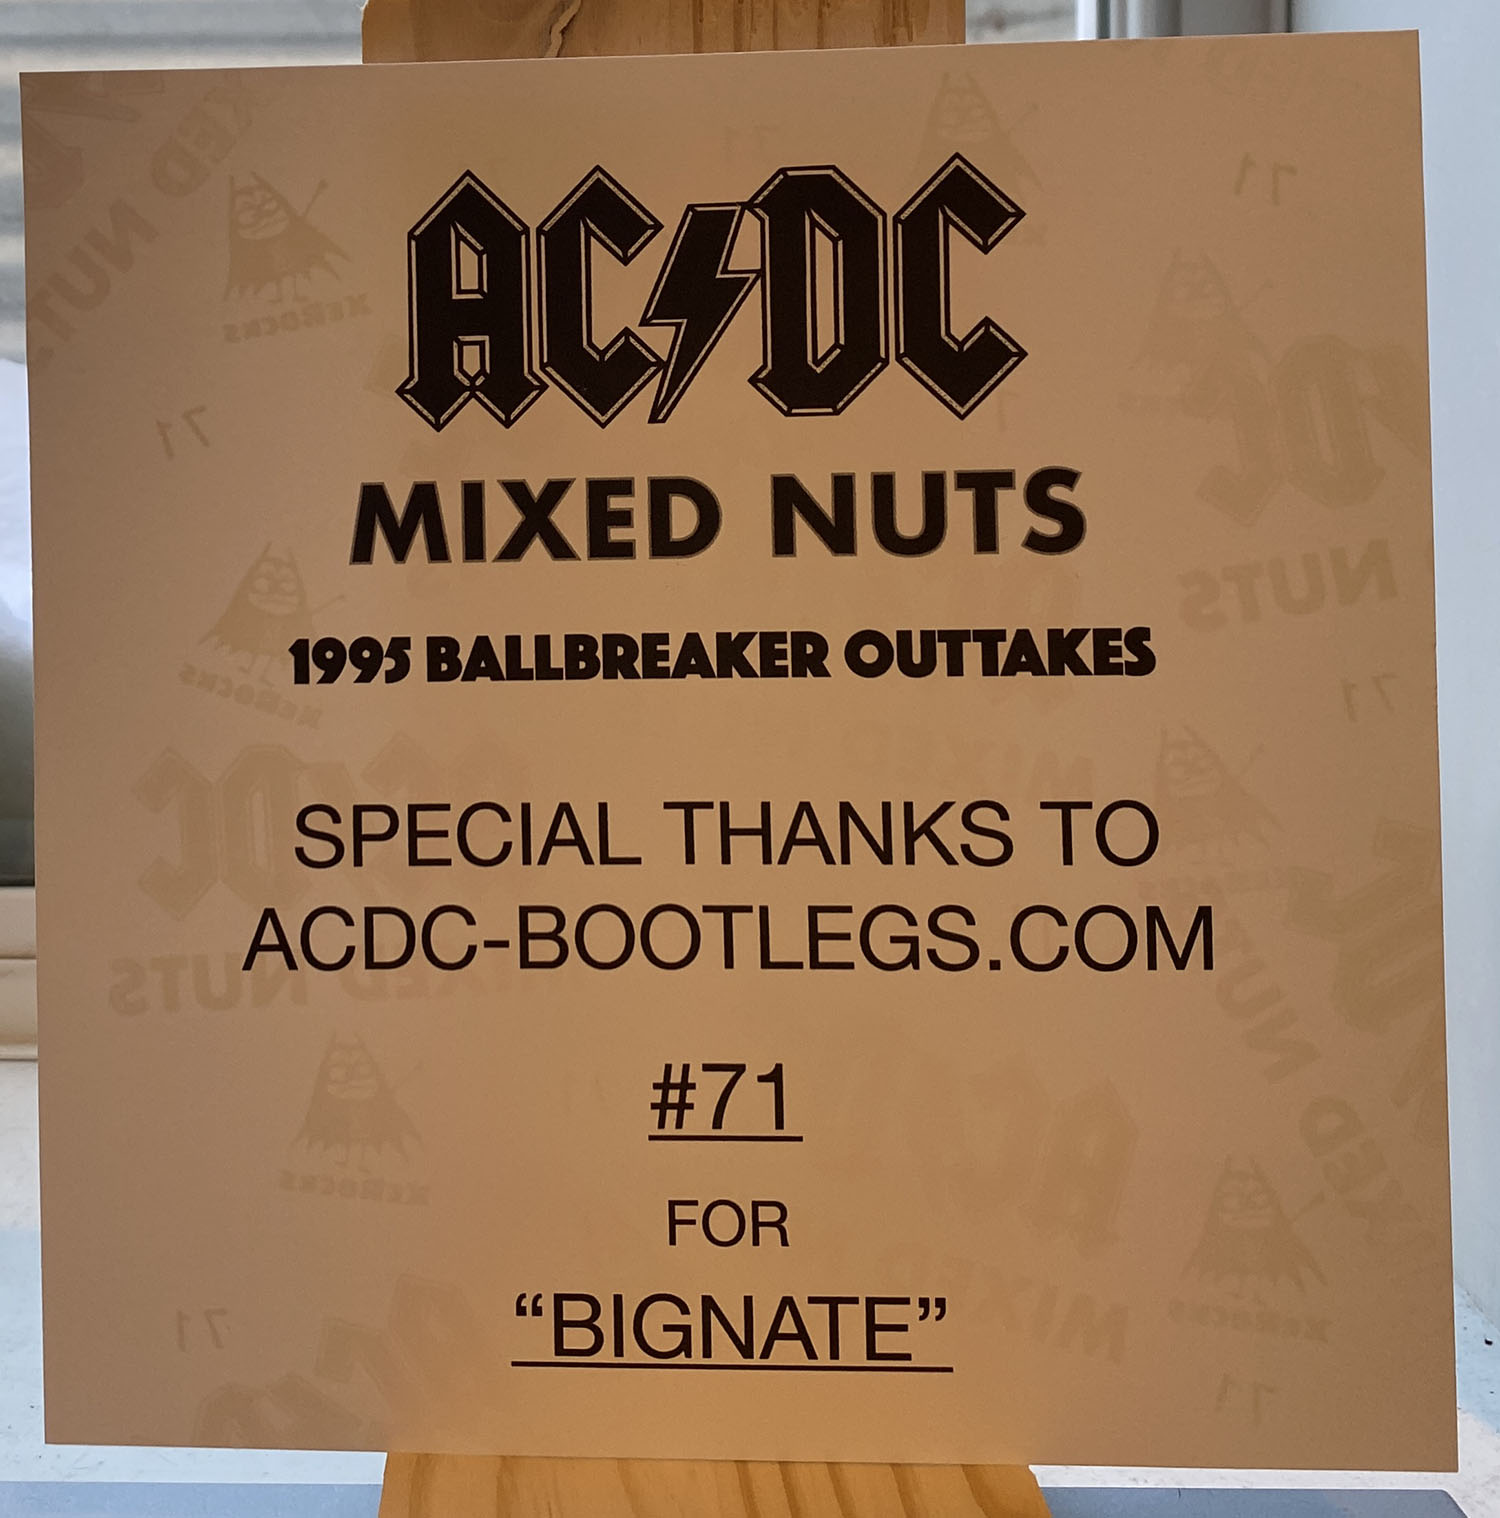 AC⚡DC
MIXED NUTS
1995 BALLBREAKER OUTTAKES
SPECIAL THANKS TO
ACDC-BOOTLEGS.COM
#71
FOR
“BIGNATE”